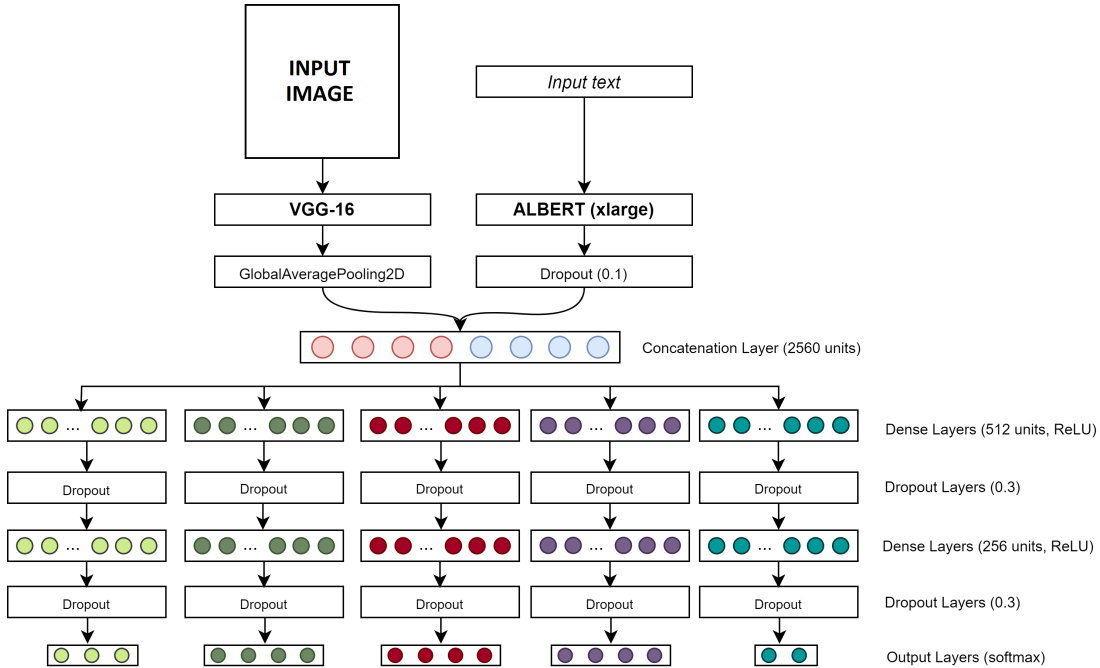 INPUT
IMAGE
Input text
VGG-16
ALBERT (xlarge)
GlobalAveragePooling2D
Dropout (0.1)
Concatenation Layer (2560 units)
... ... ... ... ... Dense Layers (512 units, ReLU)
Dropout Dropout Dropout Dropout Dropout Dropout Layers (0.3)
... ... ... ... ... Dense Layers (256 units, ReLU)
Dropout Dropout Dropout Dropout Dropout Dropout Layers (0.3)
Output Layers (softmax)